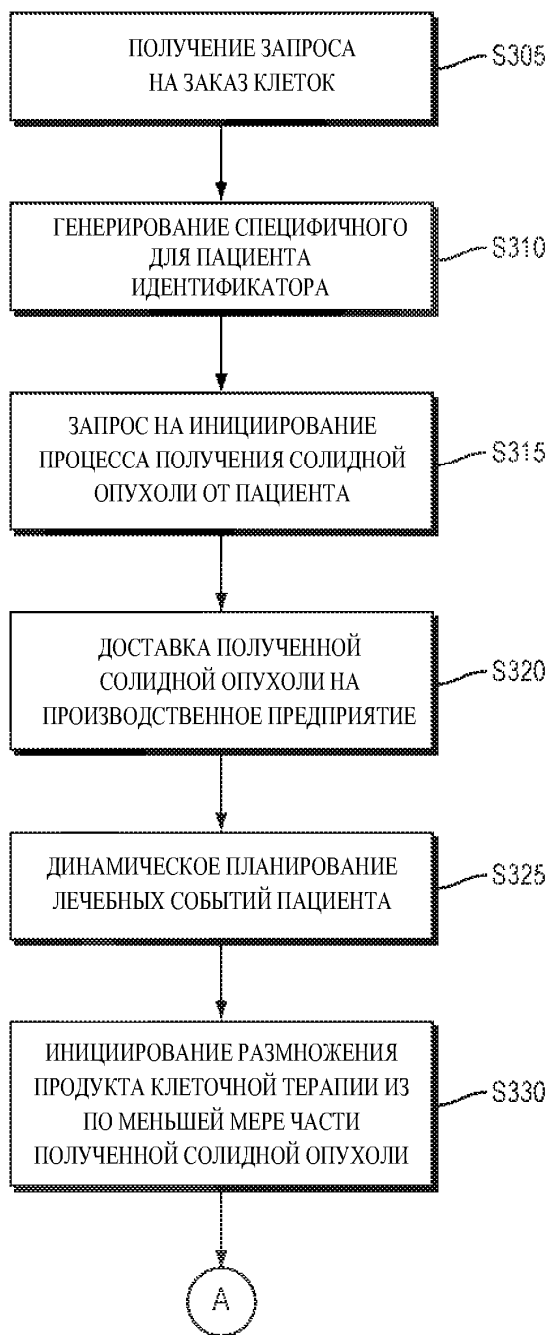 ПОЛУЧЕНИЕ ЗАПРОСА
НА ЗАКАЗ КЛЕТОК
S305
ГЕНЕРИРОВАНИЕ СПЕЦИФИЧНОГО
ДЛЯ ПАЦИЕНТА
ИДЕНТИФИКАТОРА
S310
ЗАПРОС НА ИНИЦИИРОВАНИЕ
ПРОЦЕССА ПОЛУЧЕНИЯ СОЛИДНОЙ
ОПУХОЛИ ОТ ПАЦИЕНТА
S315
ДОСТАВКА ПОЛУЧЕННОЙ
СОЛИДНОЙ ОПУХОЛИ НА
ПРОИЗВОДСТВЕННОЕ ПРЕДПРИЯТИЕ
S320
ДИНАМИЧЕСКОЕ ПЛАНИРОВАНИЕ
ЛЕЧЕБНЫХ СОБЫТИЙ ПАЦИЕНТА
S325
ИНИЦИИРОВАНИЕ РАЗМНОЖЕНИЯ
ПРОДУКТА КЛЕТОЧНОЙ ТЕРАПИИ ИЗ
ПО МЕНЬШЕЙ МЕРЕ ЧАСТИ
ПОЛУЧЕННОЙ СОЛИДНОЙ ОПУХОЛИ
S330
A